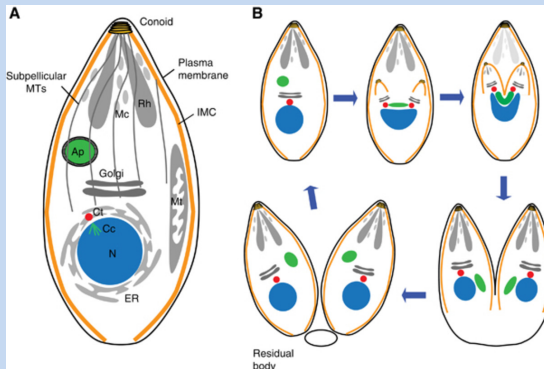 A
Conoid
Subpellicular
MTs
Plasma
membrane
Mc
Rh
IMC
Ap
Golgi
Mt
Ct
Cc
N
ER
B
Residual
body